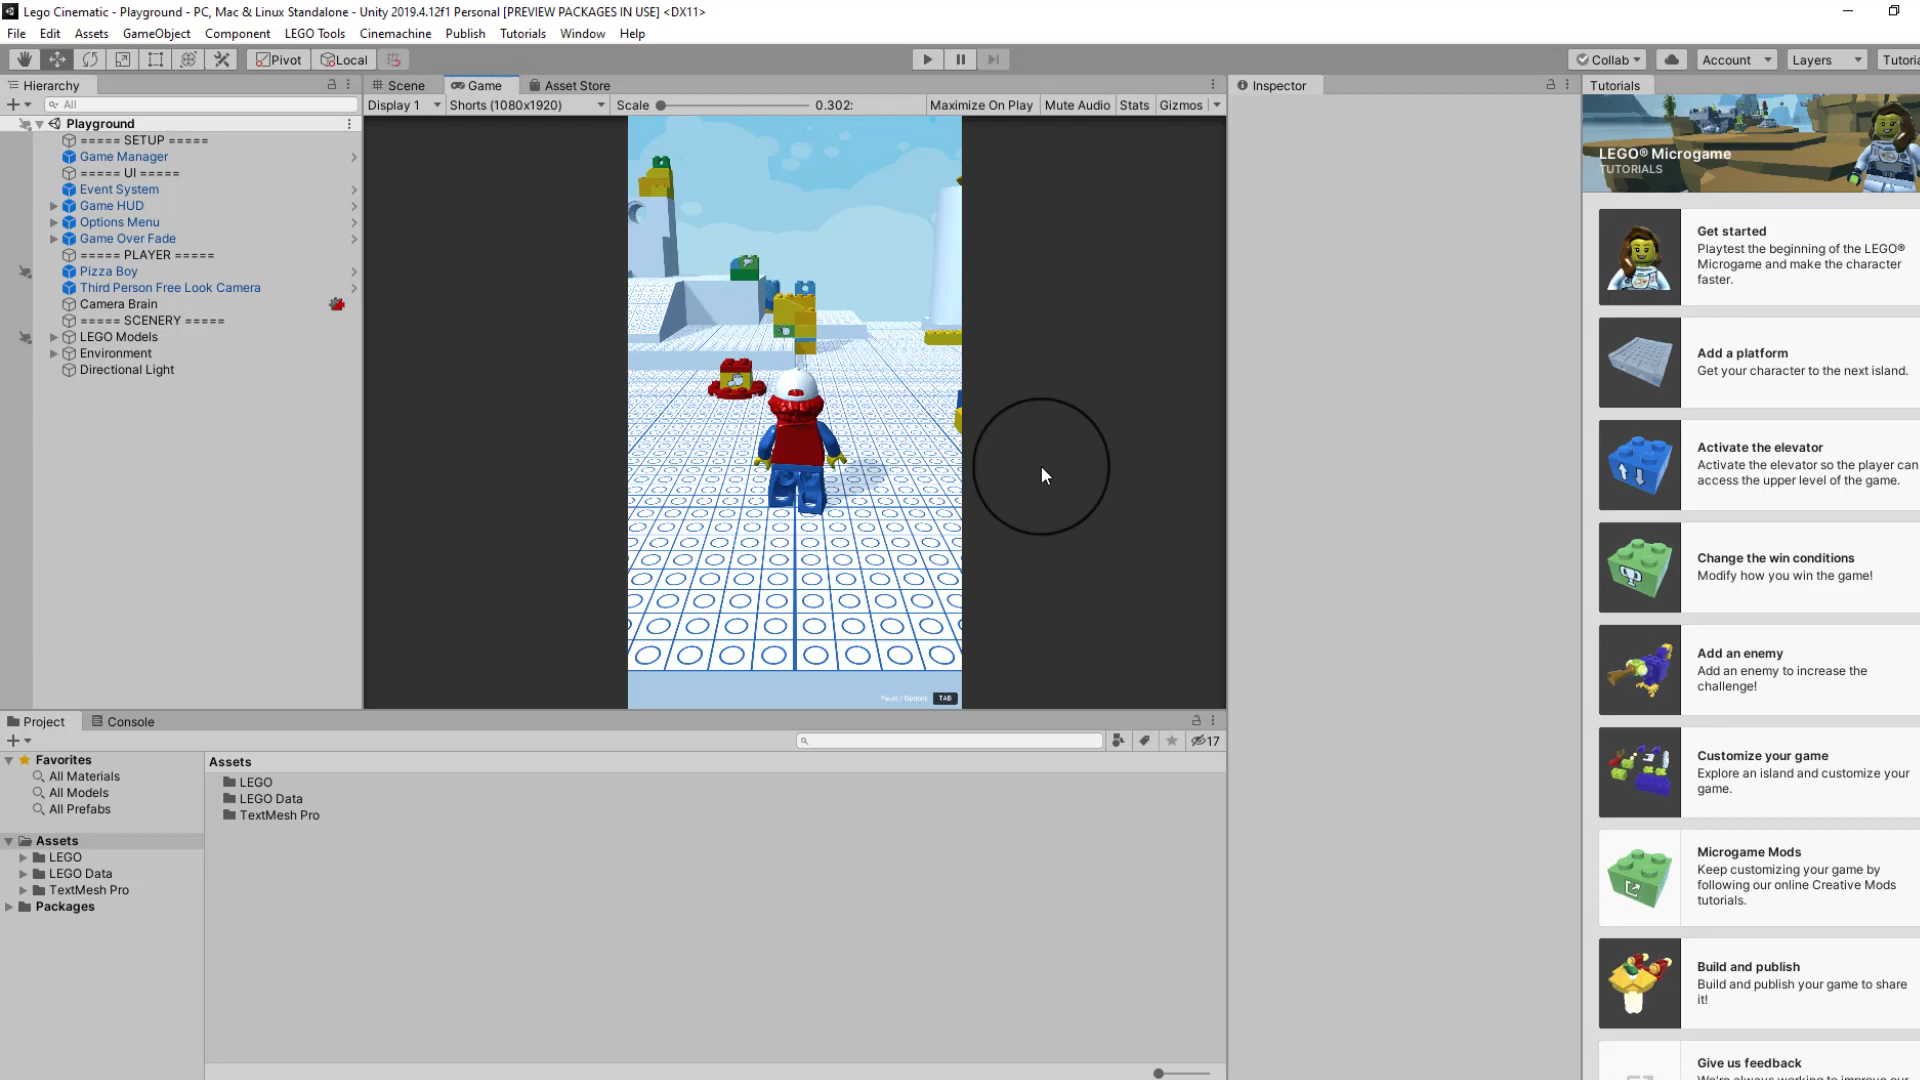 Lego Cinematic - Playground - PC, Mac & Linux Standalone - Unity 2019.4.12f1 Personal [PREVIEW PACKAGES IN USE] <DX11>
File Edit Assets GameObject Component LEGO Tools Cinemachine Publish Tutorials Window Help
Pivot Local Collab Account Layers Tutori
Hierarchy
All
Playground
===== SETUP =====
Game Manager
===== UI =====
Event System
Game HUD
Options Menu
Game Over Fade
===== PLAYER =====
Pizza Boy
Third Person Free Look Camera
Camera Brain
===== SCENERY =====
LEGO Models
Environment
Directional Light
Scene Game Asset Store
Display 1 Shorts (1080x1920) Scale 0.302: Maximize On Play Mute Audio Stats Gizmos
Pause / Options TAB
Inspector
Tutorials
LEGO® Microgame
TUTORIALS
Get started
Playtest the beginning of the LEGO®
Microgame and make the character
faster.
Add a platform
Get your character to the next island.
Activate the elevator
Activate the elevator so the player can
access the upper level of the game.
Change the win conditions
Modify how you win the game!
Add an enemy
Add an enemy to increase the
challenge!
Customize your game
Explore an island and customize your
game.
Microgame Mods
Keep customizing your game by
following our online Creative Mods
tutorials.
Build and publish
Build and publish your game to share
it!
Give us feedback
Project Console
17
Favorites
All Materials
All Models
All Prefabs
Assets
LEGO
LEGO Data
TextMesh Pro
Packages
Assets
LEGO
LEGO Data
TextMesh Pro